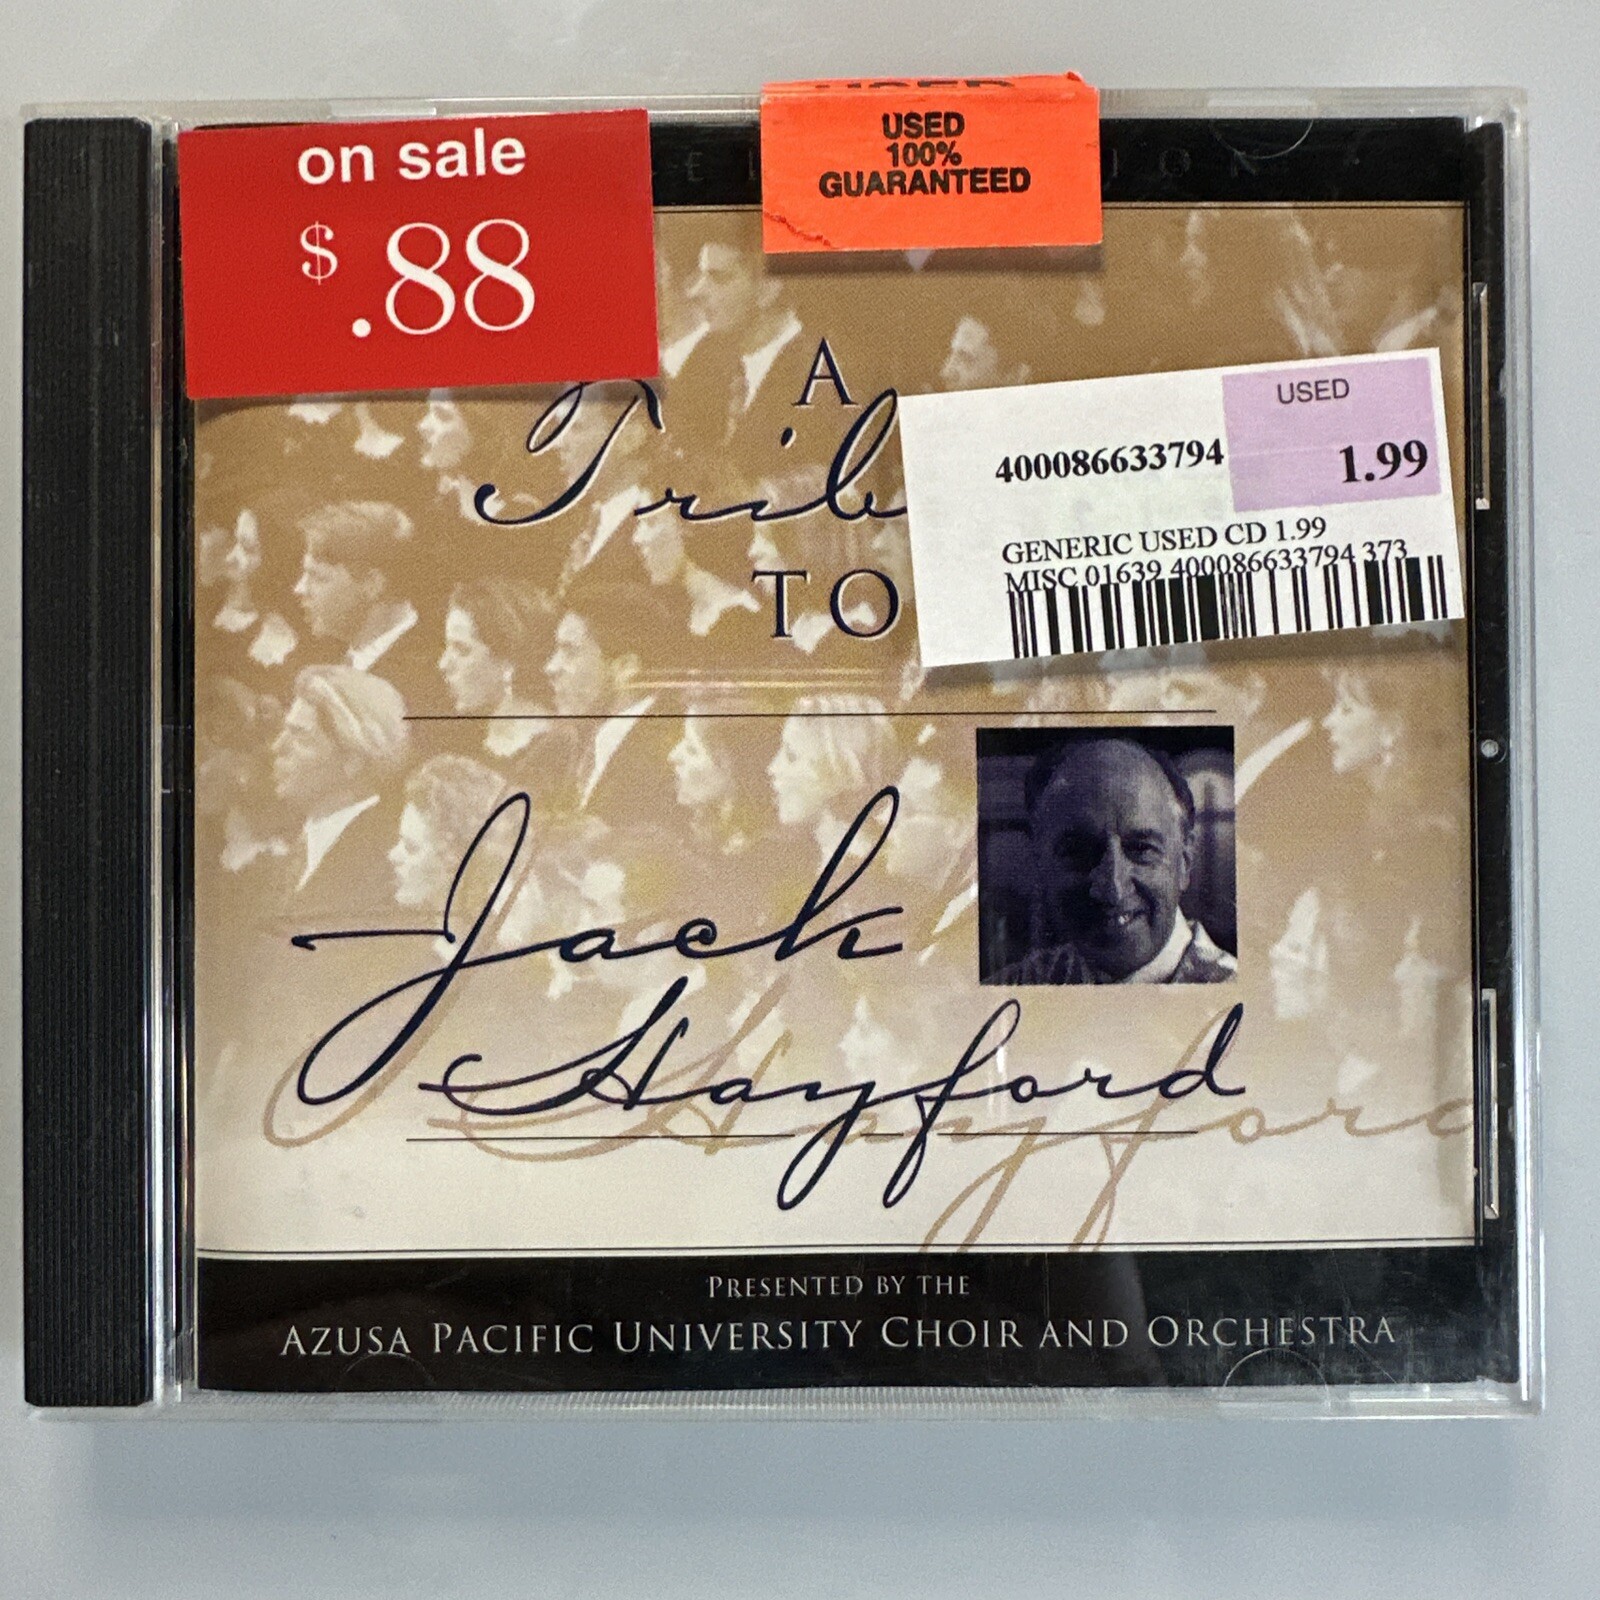 on sale
$.88
USED
100%
GUARANTEED
A
Trib
TO
USED
400086633794
1.99
GENERIC USED CD 1.99
MISC 01639 400086633794 373
Jack
Hayford
PRESENTED BY THE
AZUSA PACIFIC UNIVERSITY CHOIR AND ORCHESTRA